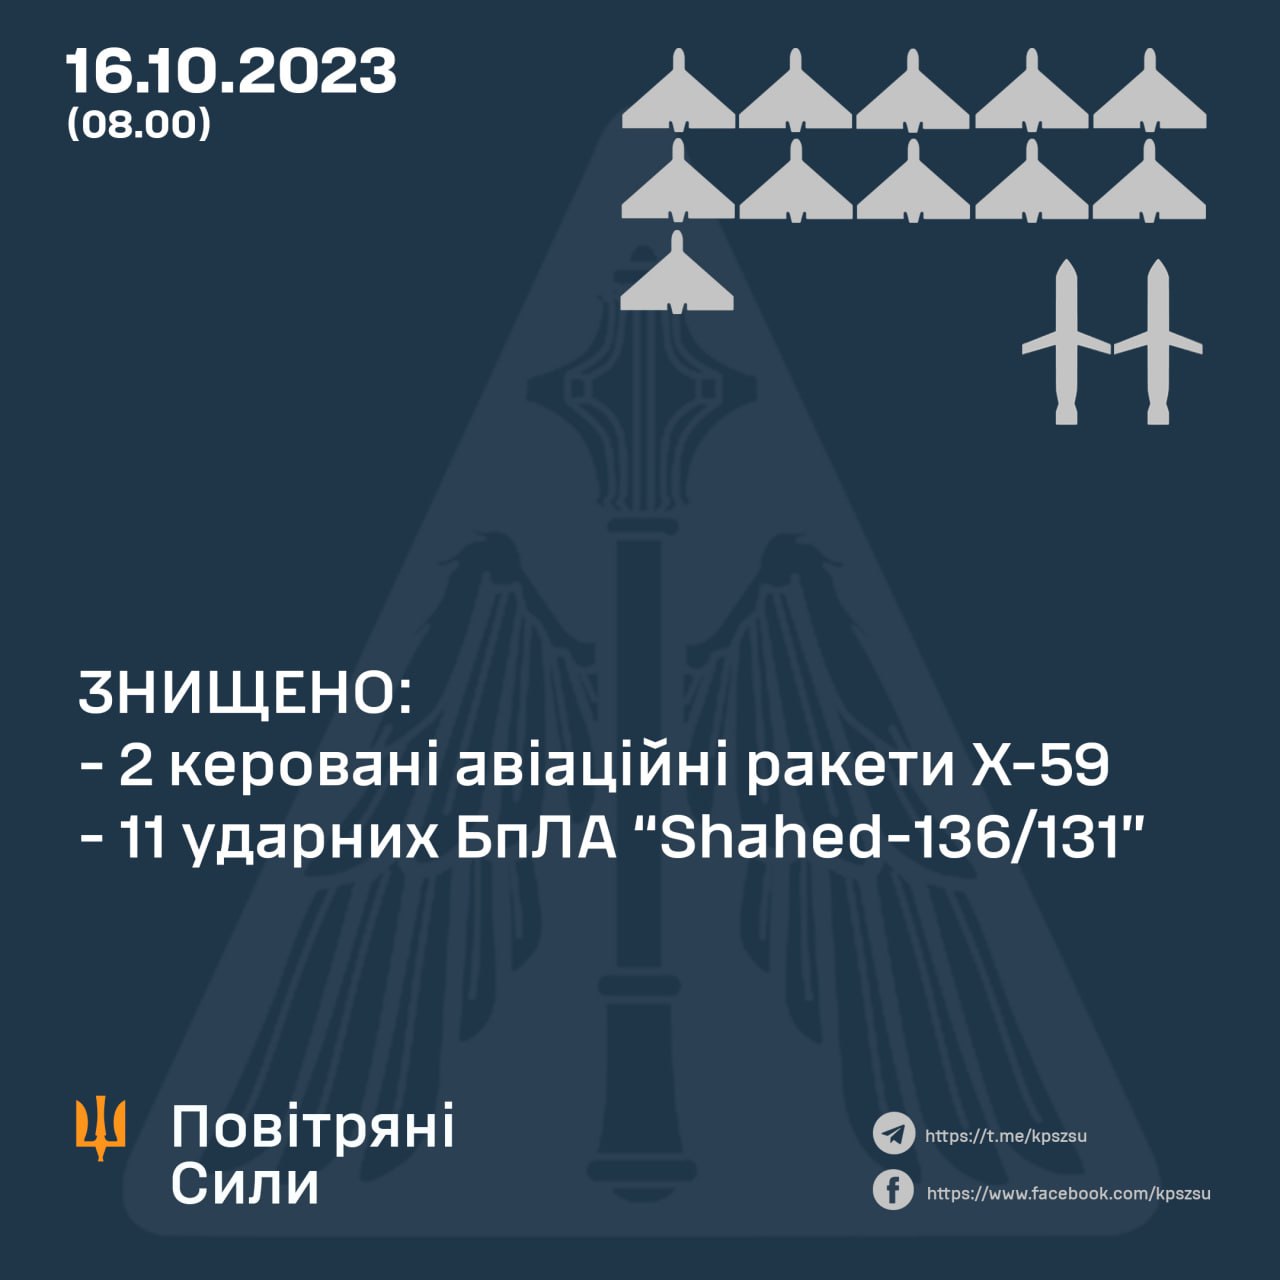 16.10.2023
(08.00)
ЗНИЩЕНО:
- 2 керовані авіаційні ракети Х-59
- 11 ударних БпЛА “Shahed-136/131”
Повітряні
Сили
https://t.me/kpszsu
https://www.facebook.com/kpszsu